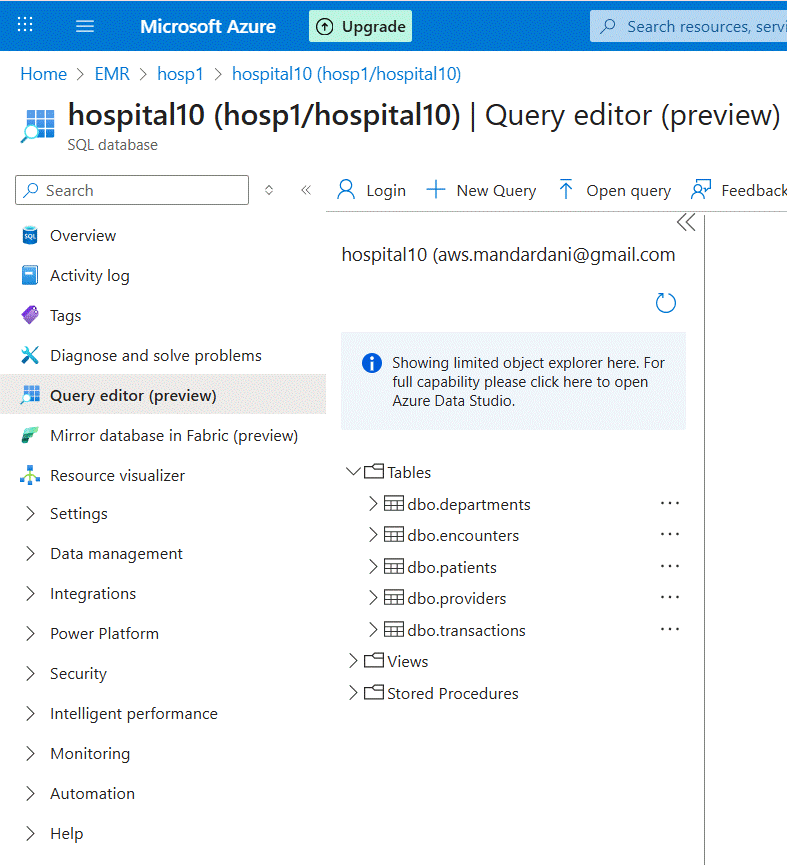 Microsoft Azure
Upgrade
Search resources, servi
Home > EMR > hosp1 > hospital10 (hosp1/hospital10)
hospital10 (hosp1/hospital10) | Query editor (preview)
SQL database
Search
Login
New Query
Open query
Feedback
SQL
Overview
Activity log
Tags
Diagnose and solve problems
Query editor (preview)
Mirror database in Fabric (preview)
Resource visualizer
Settings
Data management
Integrations
Power Platform
Security
Intelligent performance
Monitoring
Automation
Help
hospital10 (aws.mandardani@gmail.com
Showing limited object explorer here. For
full capability please click here to open
Azure Data Studio.
Tables
dbo.departments
dbo.encounters
dbo.patients
dbo.providers
dbo.transactions
Views
Stored Procedures